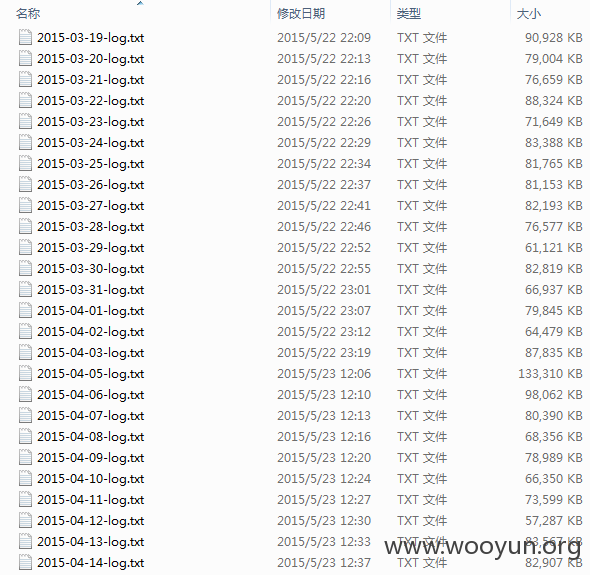 名称 修改日期 类型 大小
2015-03-19-log.txt 2015/5/22 22:09 TXT 文件 90,928 KB
2015-03-20-log.txt 2015/5/22 22:13 TXT 文件 79,004 KB
2015-03-21-log.txt 2015/5/22 22:16 TXT 文件 76,659 KB
2015-03-22-log.txt 2015/5/22 22:20 TXT 文件 88,324 KB
2015-03-23-log.txt 2015/5/22 22:26 TXT 文件 71,649 KB
2015-03-24-log.txt 2015/5/22 22:29 TXT 文件 83,388 KB
2015-03-25-log.txt 2015/5/22 22:34 TXT 文件 81,765 KB
2015-03-26-log.txt 2015/5/22 22:37 TXT 文件 81,153 KB
2015-03-27-log.txt 2015/5/22 22:41 TXT 文件 82,193 KB
2015-03-28-log.txt 2015/5/22 22:46 TXT 文件 76,577 KB
2015-03-29-log.txt 2015/5/22 22:52 TXT 文件 61,121 KB
2015-03-30-log.txt 2015/5/22 22:55 TXT 文件 82,819 KB
2015-03-31-log.txt 2015/5/22 23:01 TXT 文件 66,937 KB
2015-04-01-log.txt 2015/5/22 23:07 TXT 文件 79,845 KB
2015-04-02-log.txt 2015/5/22 23:12 TXT 文件 64,479 KB
2015-04-03-log.txt 2015/5/22 23:19 TXT 文件 87,835 KB
2015-04-05-log.txt 2015/5/23 12:06 TXT 文件 133,310 KB
2015-04-06-log.txt 2015/5/23 12:10 TXT 文件 98,062 KB
2015-04-07-log.txt 2015/5/23 12:13 TXT 文件 80,390 KB
2015-04-08-log.txt 2015/5/23 12:16 TXT 文件 68,356 KB
2015-04-09-log.txt 2015/5/23 12:20 TXT 文件 78,989 KB
2015-04-10-log.txt 2015/5/23 12:24 TXT 文件 66,350 KB
2015-04-11-log.txt 2015/5/23 12:27 TXT 文件 73,599 KB
2015-04-12-log.txt 2015/5/23 12:30 TXT 文件 57,287 KB
2015-04-13-log.txt 2015/5/23 12:33 TXT 文件 83,567 KB
www.wooyun.org
2015-04-14-log.txt 2015/5/23 12:37 TXT 文件 82,907 KB